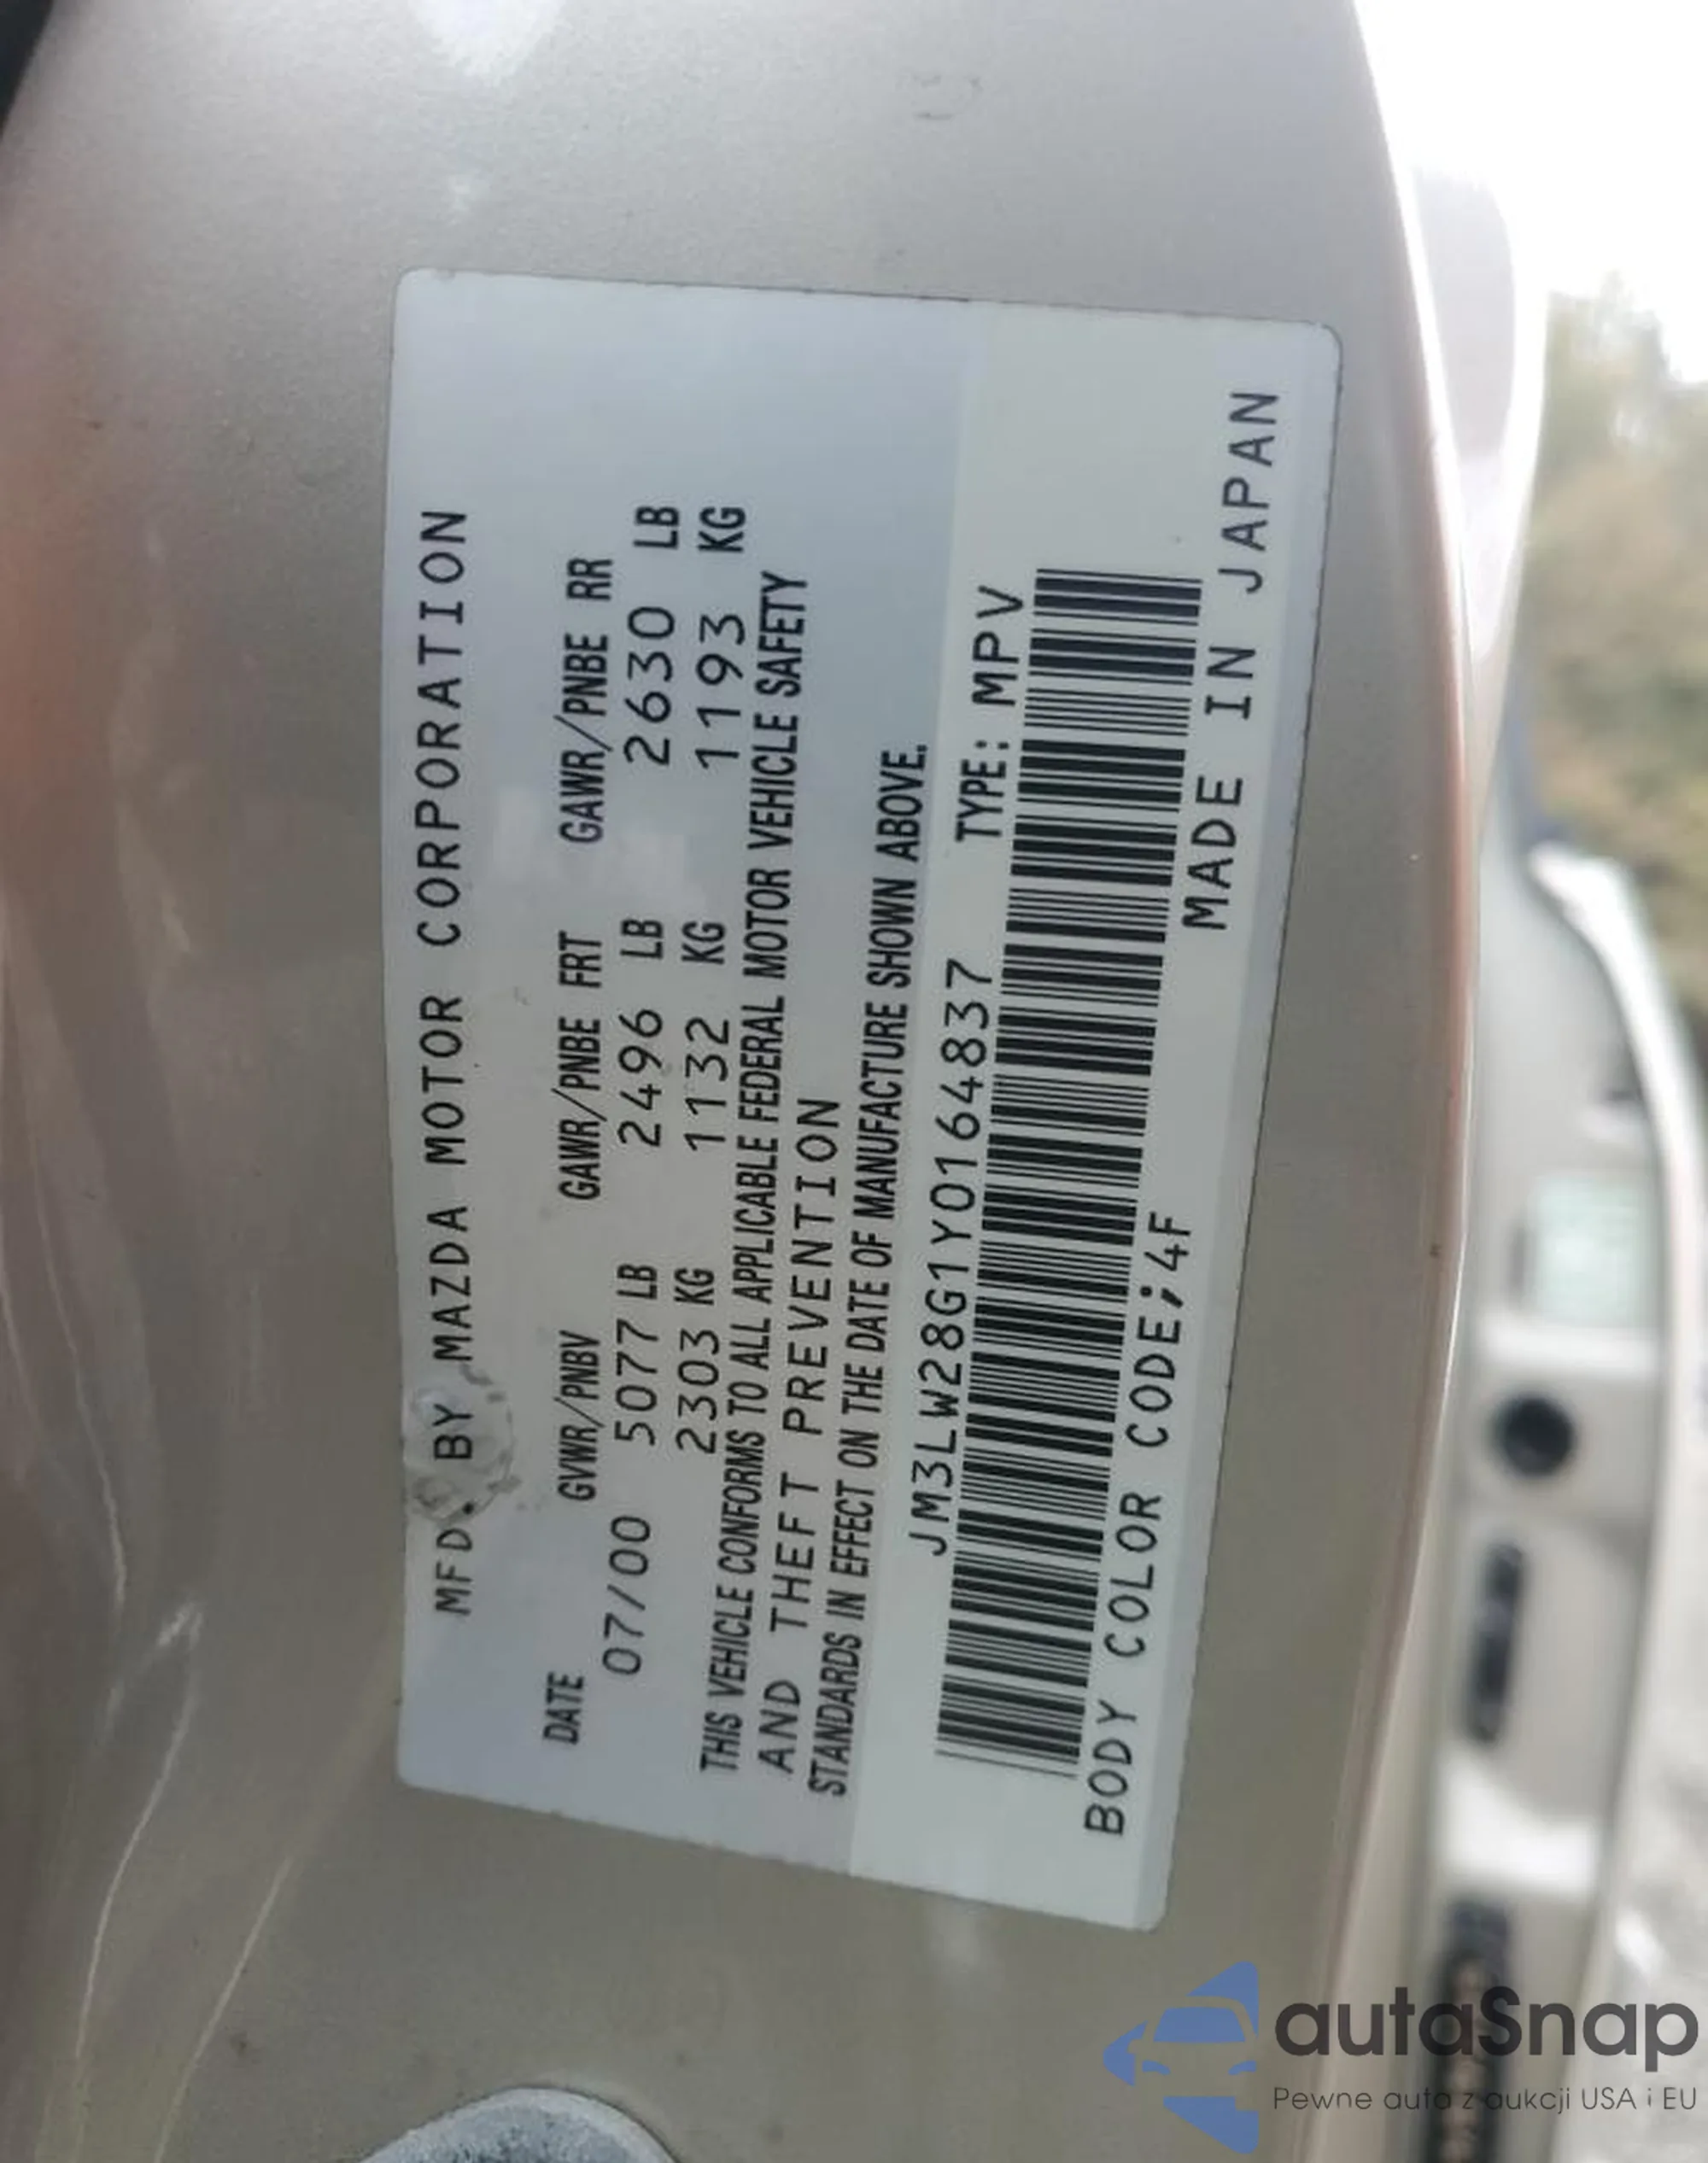 MFD. BY MAZDA MOTOR CORPORATION
DATE GVWR/PNBV GAWR/PNBE FRT GAWR/PNBE RR
07/00 5077 LB 2496 LB 2630 LB
2303 KG 1132 KG 1193 KG
THIS VEHICLE CONFORMS TO ALL APPLICABLE FEDERAL MOTOR VEHICLE SAFETY
AND THEFT PREVENTION
STANDARDS IN EFFECT ON THE DATE OF MANUFACTURE SHOWN ABOVE.
JM3LW28G1Y0164837 TYPE: MPV
BODY COLOR CODE;4F MADE IN JAPAN
autaSnap
Pewne auta z aukcji USA i EU